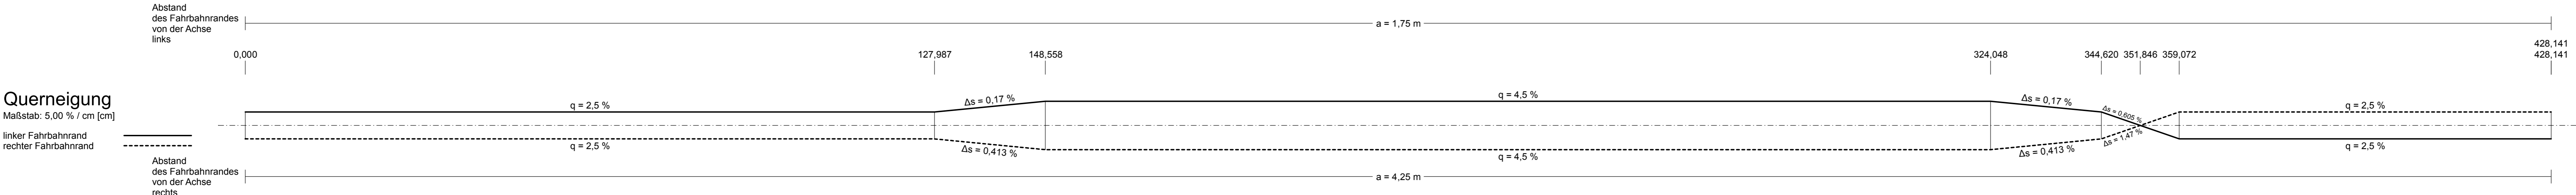 Abstand
des Fahrbahnrandes
von der Achse
links
a = 1,75 m
428,141
0,000 127,987 148,558 324,048 344,620 351,846 359,072 428,141
Querneigung
Maßstab: 5,00 % / cm [cm]
linker Fahrbahnrand
rechter Fahrbahnrand
q = 2,5 %
Δs = 0,17 %
q = 4,5 %
Δs = 0,17 %
Δs = 0,605 %
q = 2,5 %
q = 2,5 %
Δs = 0,413 %
q = 4,5 %
Δs = 0,413 %
Δs = 1,47 %
q = 2,5 %
Abstand
des Fahrbahnrandes
von der Achse
rechts
a = 4,25 m